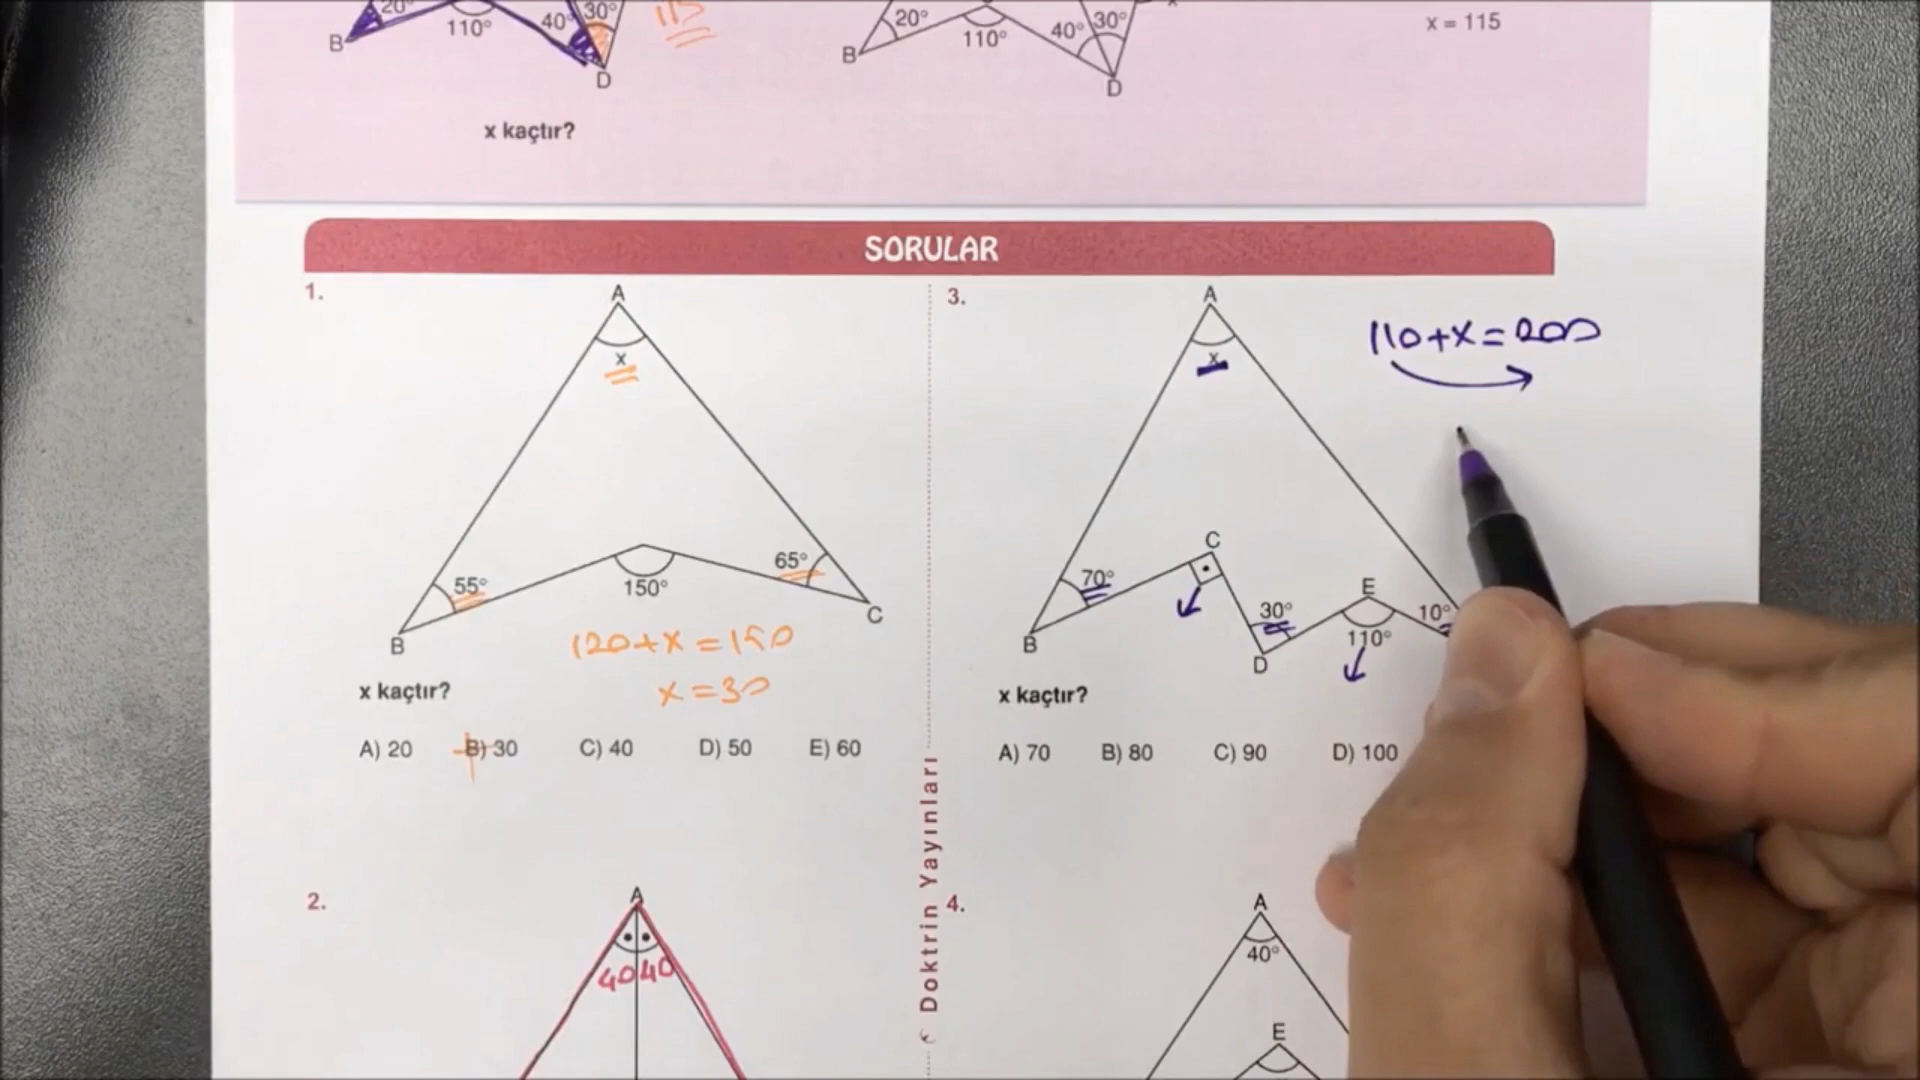 20° 40° 30° 115
B 110° D
x kaçtır?
20° 40° 30° x
B 110° D
x = 115
SORULAR
1.
A
x
55° 150° 65°
B C
120+x=150
x=30
x kaçtır?
A) 20 B) 30 C) 40 D) 50 E) 60
2.
A
40 40
3.
A
x
110+x=200
C
70° 30° E 10°
110°
B D
x kaçtır?
A) 70 B) 80 C) 90 D) 100
Doktrin Yayınları
4.
A
40°
E